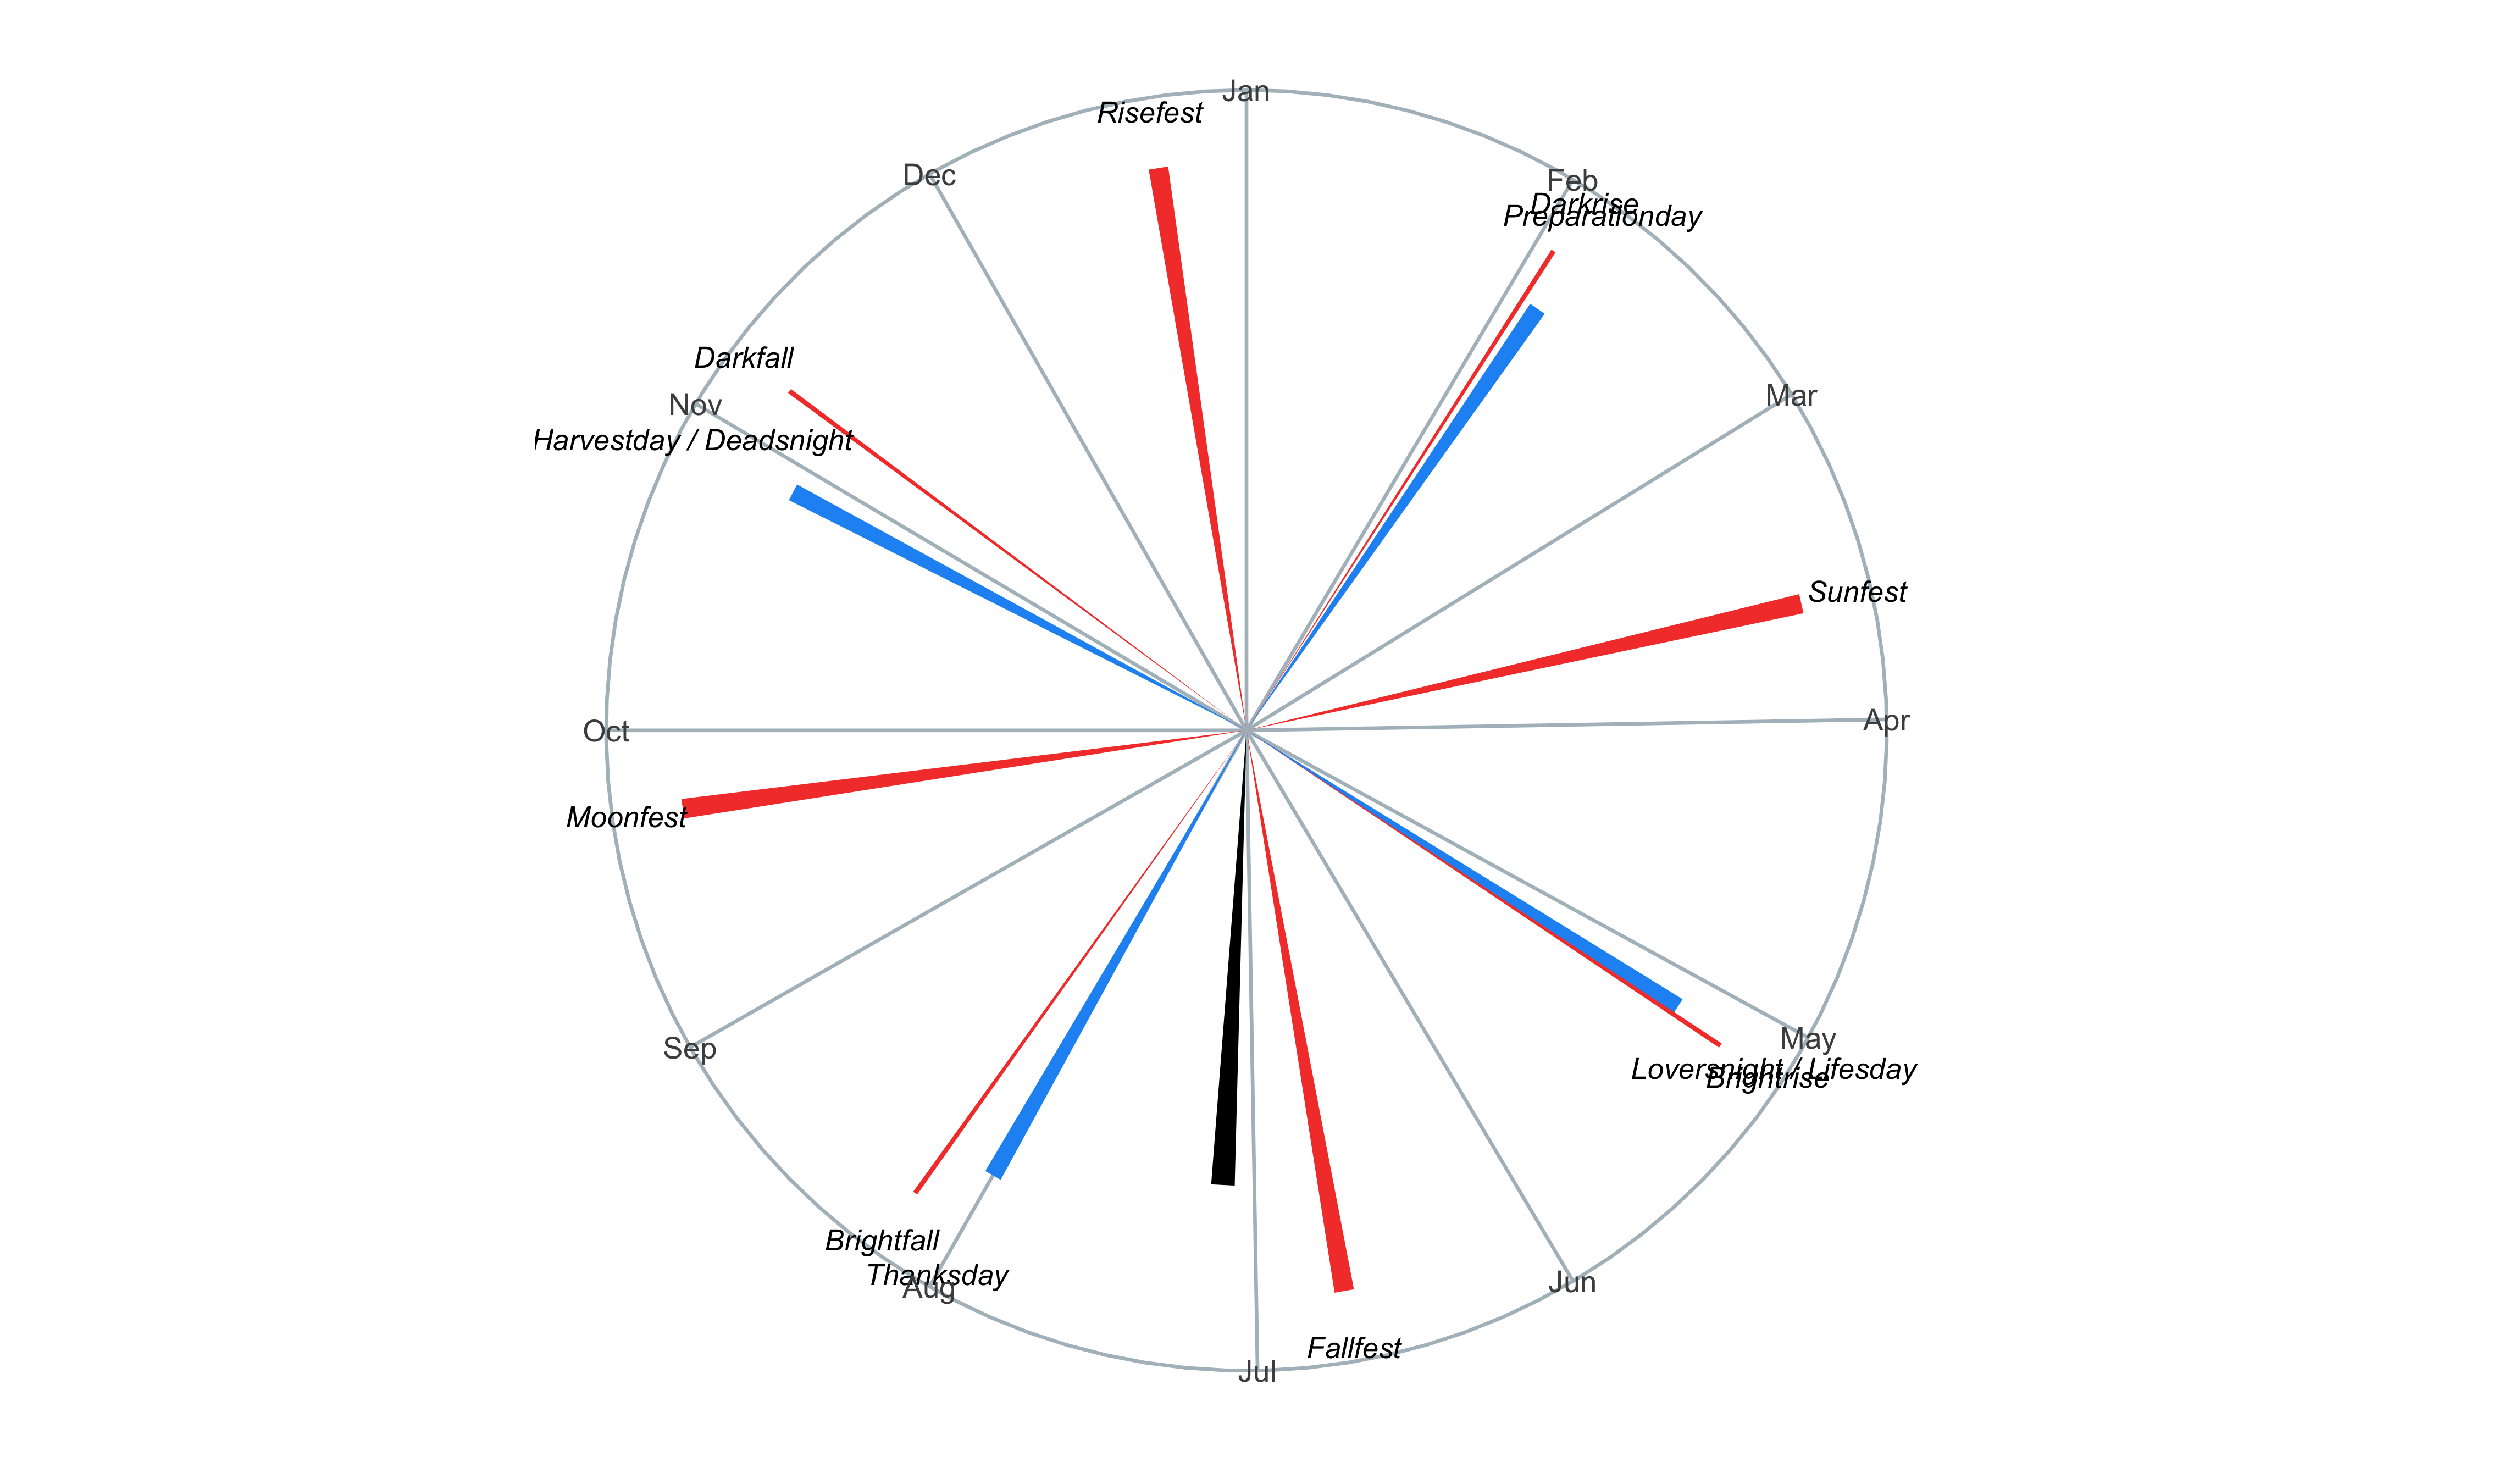 Jan
Risefest
Dec
Feb
Darkrise
Preparationday
Darkfall
Mar
Nov
Harvestday / Deadsnight
Sunfest
Apr
Oct
Moonfest
May
Sep
Loversnight / Lifesday
Brightrise
Brightfall
Thanksday
Aug
Jun
Fallfest
Jul